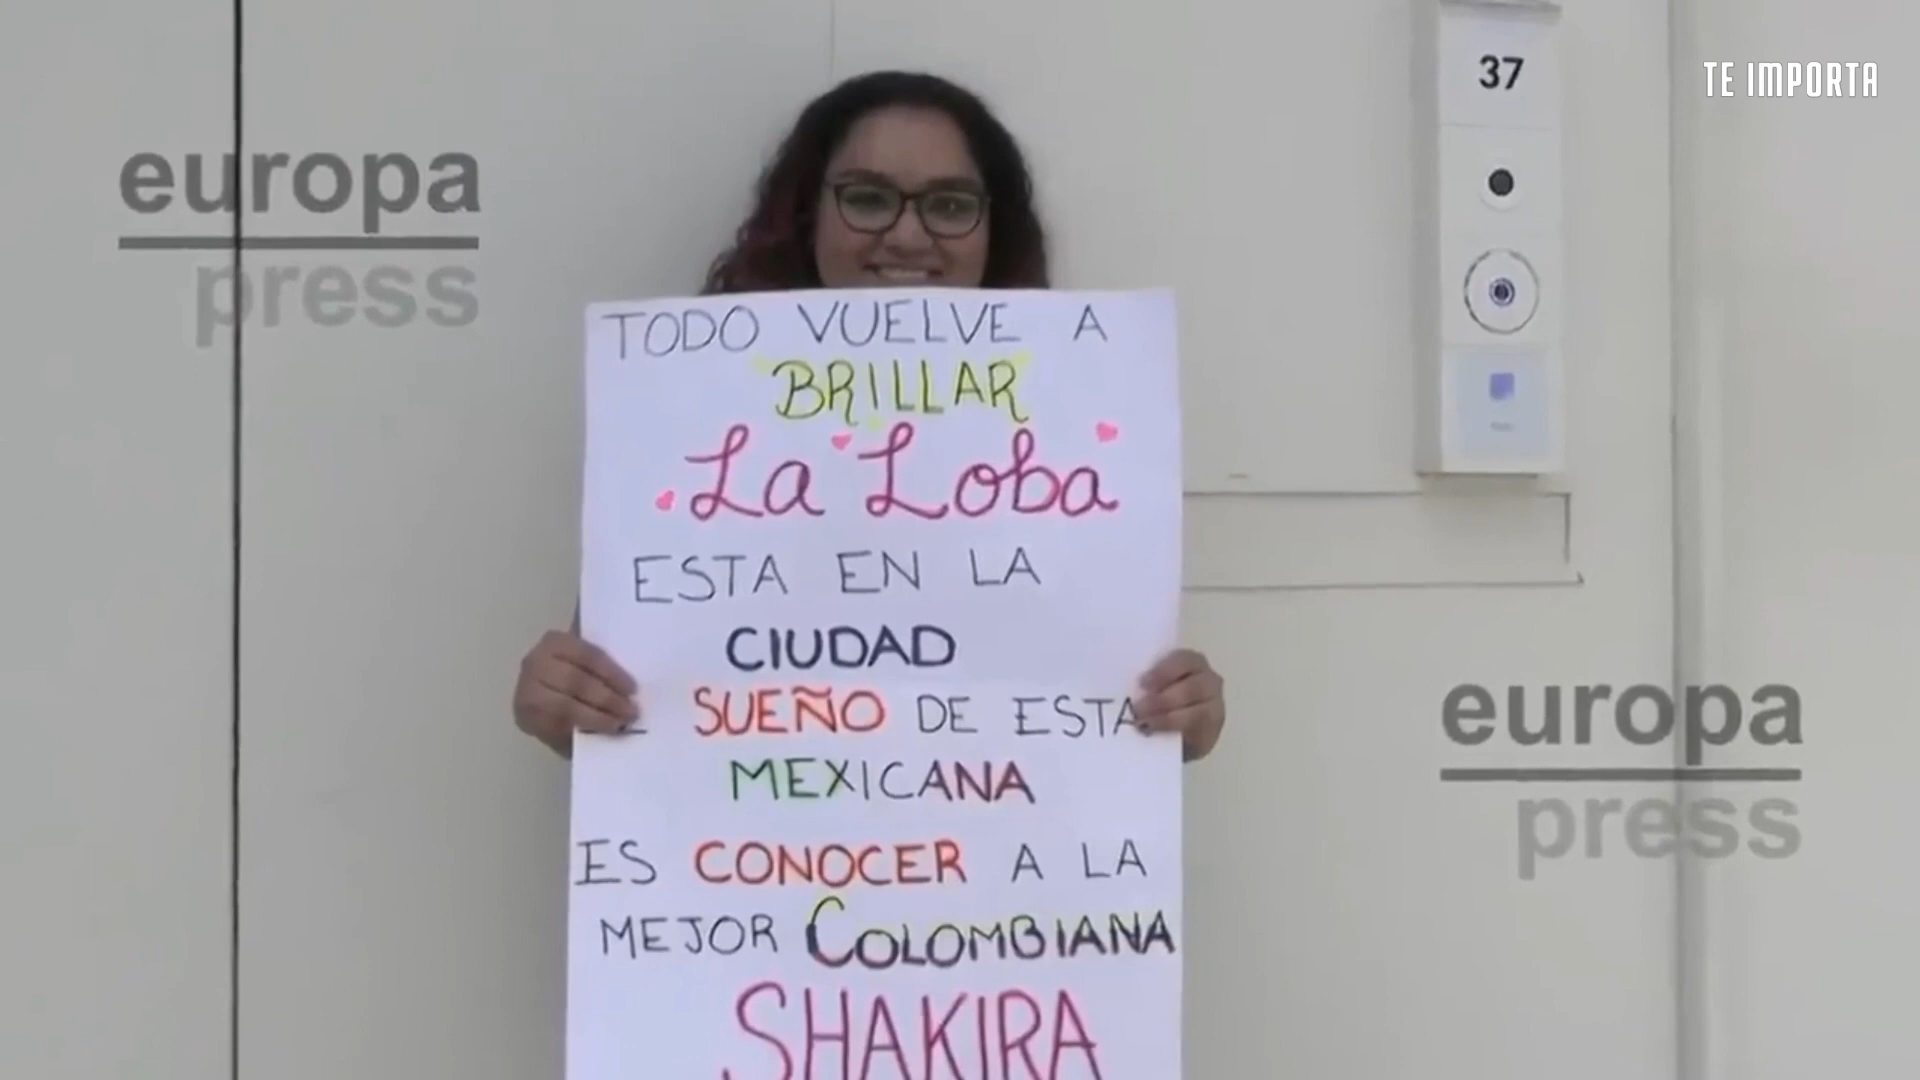 TE IMPORTA
37
europa
press
TODO VUELVE A
BRILLAR
La Loba
ESTA EN LA
CIUDAD
SUEÑO DE ESTA
MEXICANA
ES CONOCER A LA
MEJOR COLOMBIANA
SHAKIRA
europa
press